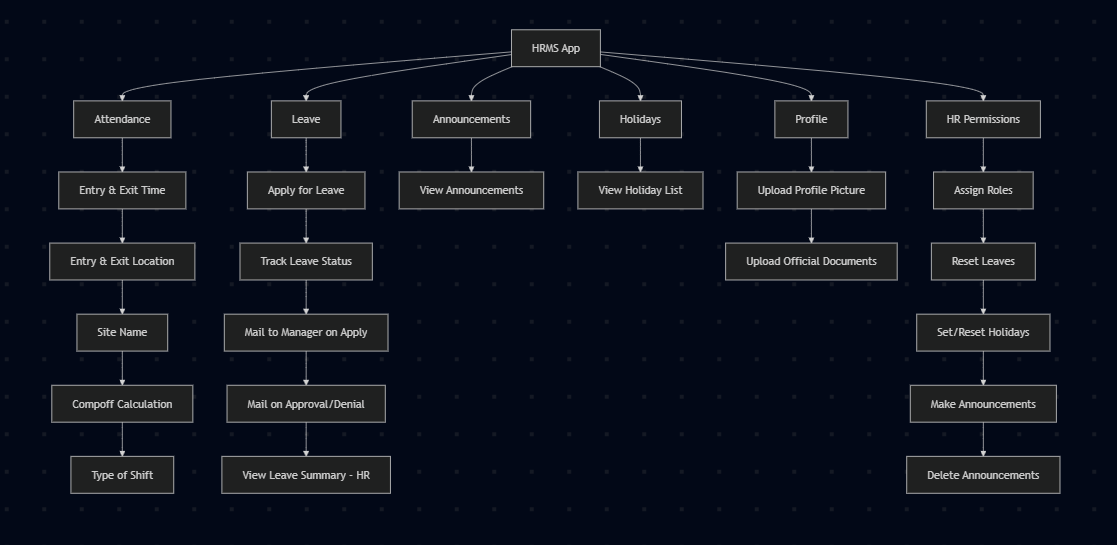 HRMS App
Attendance
Leave
Announcements
Holidays
Profile
HR Permissions
Entry & Exit Time
Apply for Leave
View Announcements
View Holiday List
Upload Profile Picture
Assign Roles
Entry & Exit Location
Track Leave Status
Upload Official Documents
Reset Leaves
Site Name
Mail to Manager on Apply
Set/Reset Holidays
Compoff Calculation
Mail on Approval/Denial
Make Announcements
Type of Shift
View Leave Summary - HR
Delete Announcements